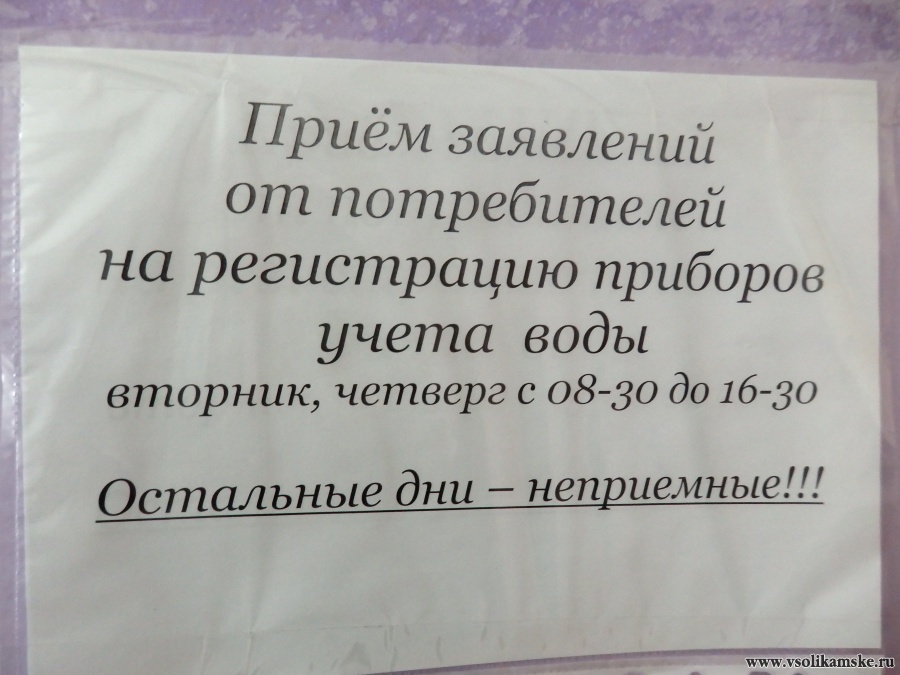 Приём заявлений
от потребителей
на регистрацию приборов
учета воды
вторник, четверг с 08-30 до 16-30
Остальные дни – неприемные!!!
www.vsolikamske.ru